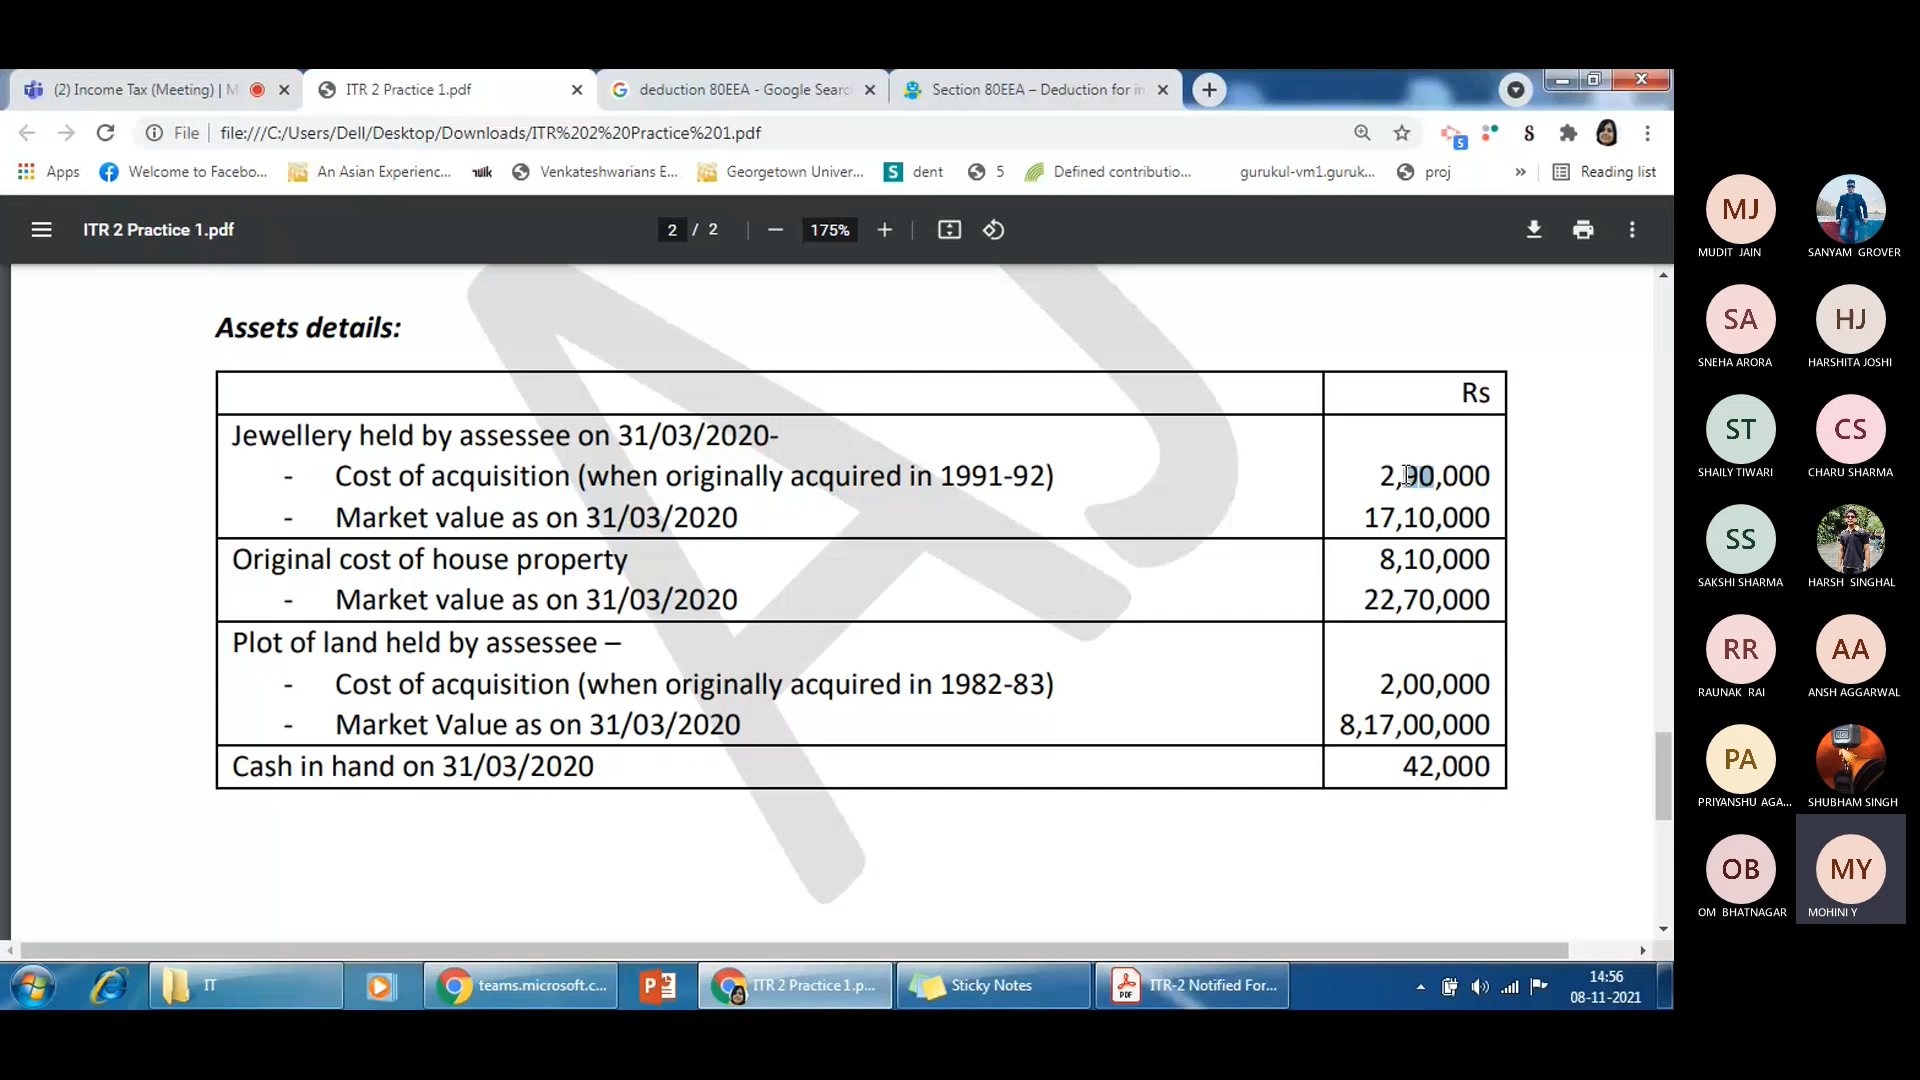 (2) Income Tax (Meeting) | M
ITR 2 Practice 1.pdf
deduction 80EEA - Google Searc
Section 80EEA – Deduction for in
File
file:///C:/Users/Dell/Desktop/Downloads/ITR%202%20Practice%201.pdf
S
5
Apps
Welcome to Facebo...
An Asian Experienc...
Venkateshwarians E...
Georgetown Univer...
S
dent
5
Defined contributio...
gurukul-vm1.guruk...
proj
»
Reading list
ITR 2 Practice 1.pdf
2 / 2
175%
Assets details:
Rs
Jewellery held by assessee on 31/03/2020-
- Cost of acquisition (when originally acquired in 1991-92) 2,90,000
- Market value as on 31/03/2020 17,10,000
Original cost of house property 8,10,000
- Market value as on 31/03/2020 22,70,000
Plot of land held by assessee –
- Cost of acquisition (when originally acquired in 1982-83) 2,00,000
- Market Value as on 31/03/2020 8,17,00,000
Cash in hand on 31/03/2020 42,000
IT
teams.microsoft.c...
P
ITR 2 Practice 1.p...
Sticky Notes
PDF
ITR-2 Notified For...
14:56
08-11-2021
MJ
MUDIT JAIN
SANYAM GROVER
SA
SNEHA ARORA
HJ
HARSHITA JOSHI
ST
SHAILY TIWARI
CS
CHARU SHARMA
SS
SAKSHI SHARMA
HARSH SINGHAL
RR
RAUNAK RAI
AA
ANSH AGGARWAL
PA
PRIYANSHU AGA...
SHUBHAM SINGH
OB
OM BHATNAGAR
MY
MOHINI Y